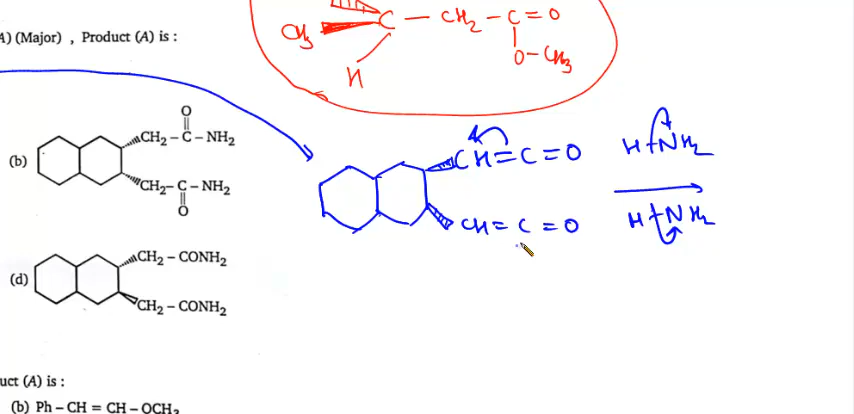 CH₃ C – CH₂ – C = O
A) (Major) , Product (A) is :
H
O – CH₃
(b)
CH₂ – C – NH₂
O
CH₂ – C – NH₂
O
CH = C = O
H – NH₂
CH = C = O
H – NH₂
(d)
CH₂ – CONH₂
CH₂ – CONH₂
uct (A) is :
(b) Ph – CH = CH – OCH₃